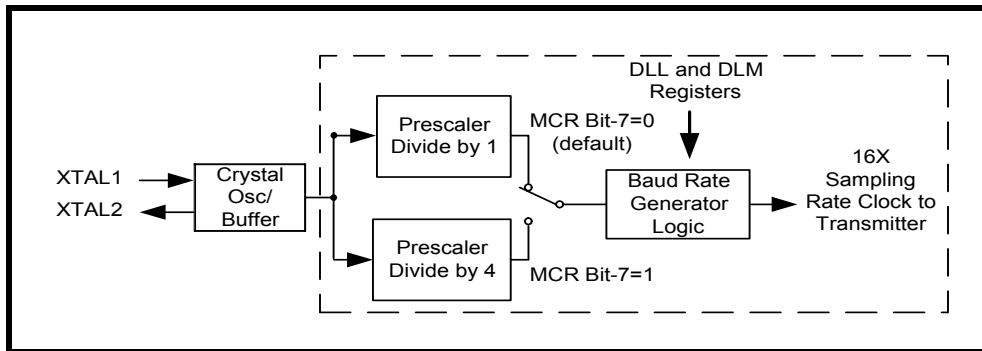 DLL and DLM
Registers
Prescaler
Divide by 1
MCR Bit-7=0
(default)
16X
Sampling
Rate Clock to
Transmitter
XTAL1
XTAL2
Crystal
Osc/
Buffer
Baud Rate
Generator
Logic
Prescaler
Divide by 4
MCR Bit-7=1